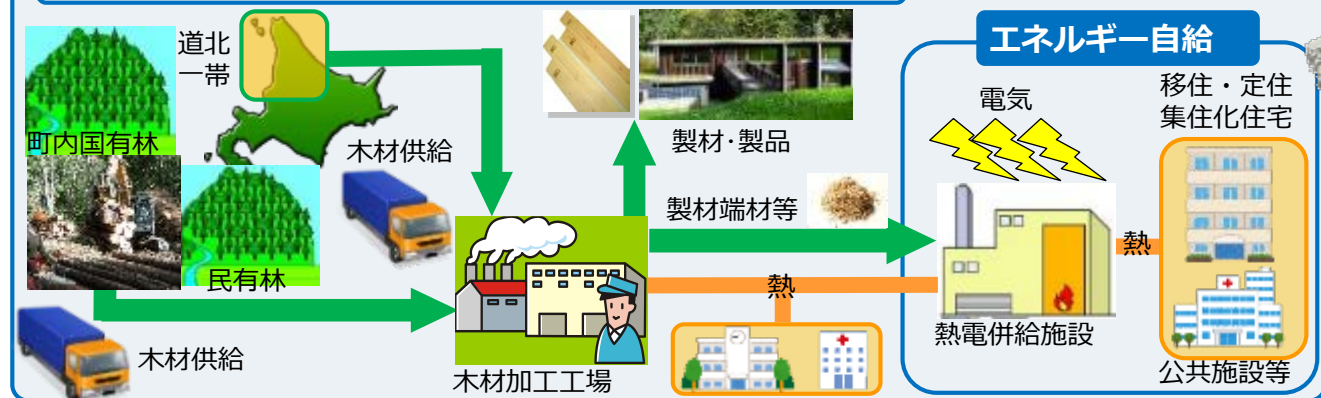 エネルギー自給
道北
一帯
電気
移住・定住
集住化住宅
町内国有林
木材供給
製材・製品
製材端材等
熱
民有林
熱
熱電併給施設
木材供給
木材加工工場
公共施設等